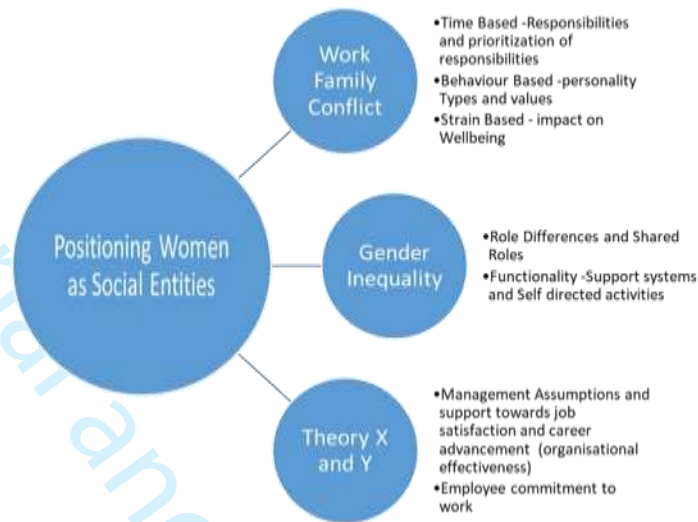 Work
Family
Conflict
•Time Based -Responsibilities
and prioritization of
responsibilities
•Behaviour Based -personality
Types and values
•Strain Based - impact on
Wellbeing
Positioning Women
as Social Entities
Gender
Inequality
•Role Differences and Shared
Roles
•Functionality -Support systems
and Self directed activities
Theory X
and Y
•Management Assumptions and
support towards job
satisfaction and career
advancement (organisational
effectiveness)
•Employee commitment to
work